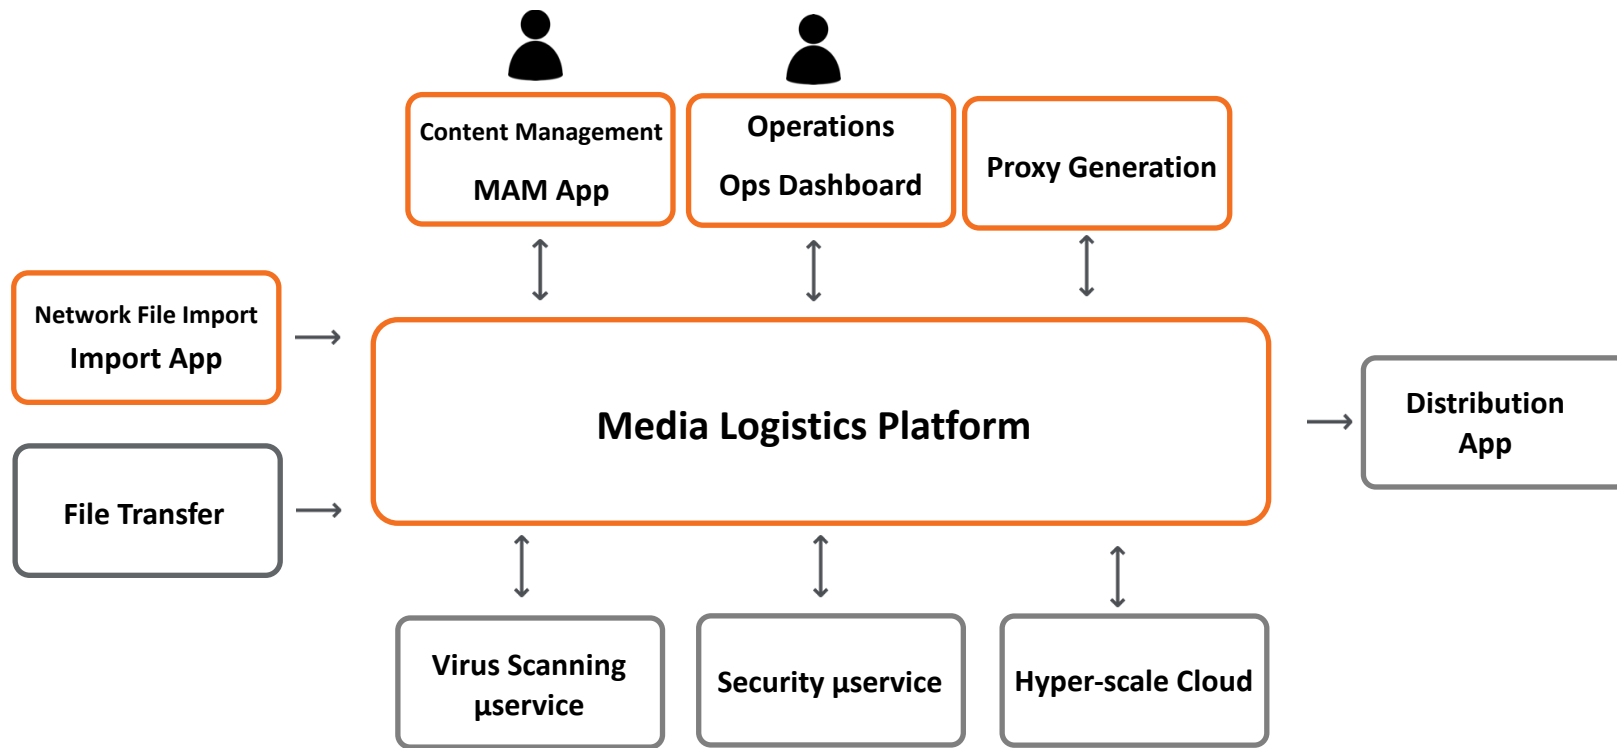 Content Management
MAM App
Operations
Ops Dashboard
Proxy Generation
Network File Import
Import App
File Transfer
Media Logistics Platform
Distribution
App
Virus Scanning
µservice
Security µservice
Hyper-scale Cloud